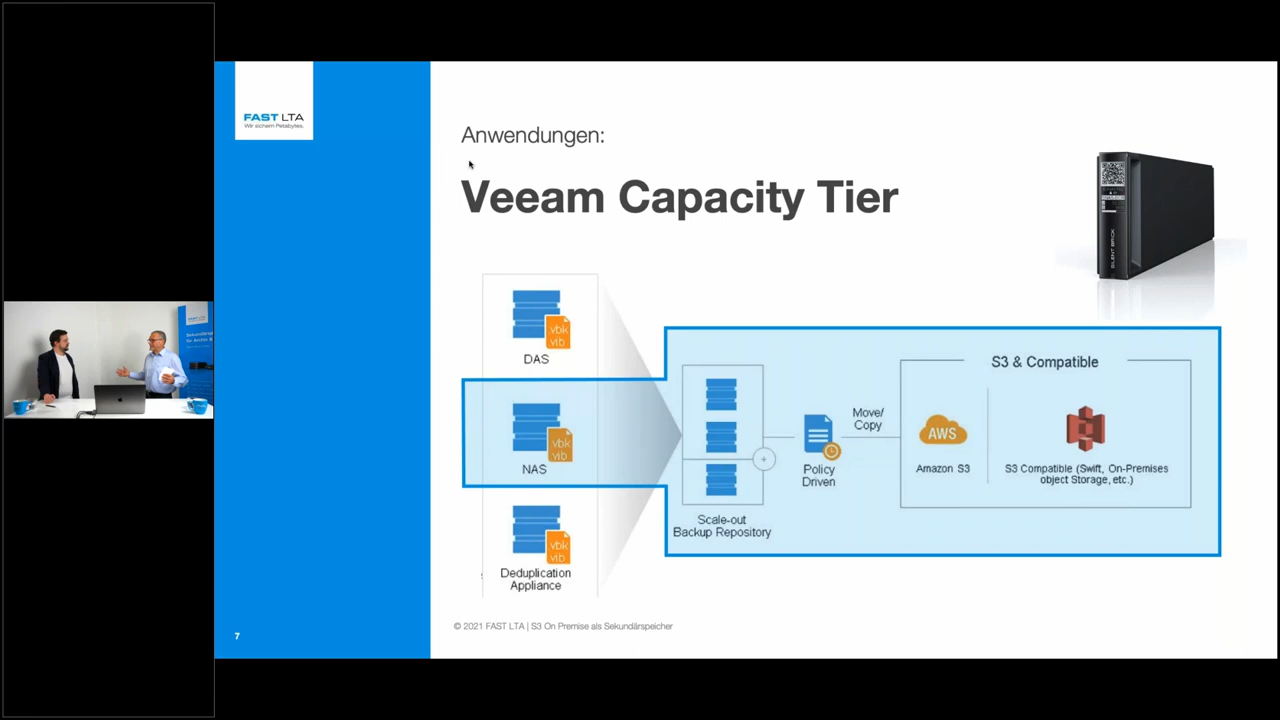 FAST LTA
Wir sichern Petabytes.
Anwendungen:
Veeam Capacity Tier
SILENT BRICK
.vbk
.vib
DAS
vbk
vib
NAS
vbk
vib
Deduplication
Appliance
Scale-out
Backup Repository
+
Policy
Driven
Move/
Copy
S3 & Compatible
AWS
Amazon S3
S3 Compatible (Swift, On-Premises
object Storage, etc.)
© 2021 FAST LTA | S3 On Premise als Sekundärspeicher
7